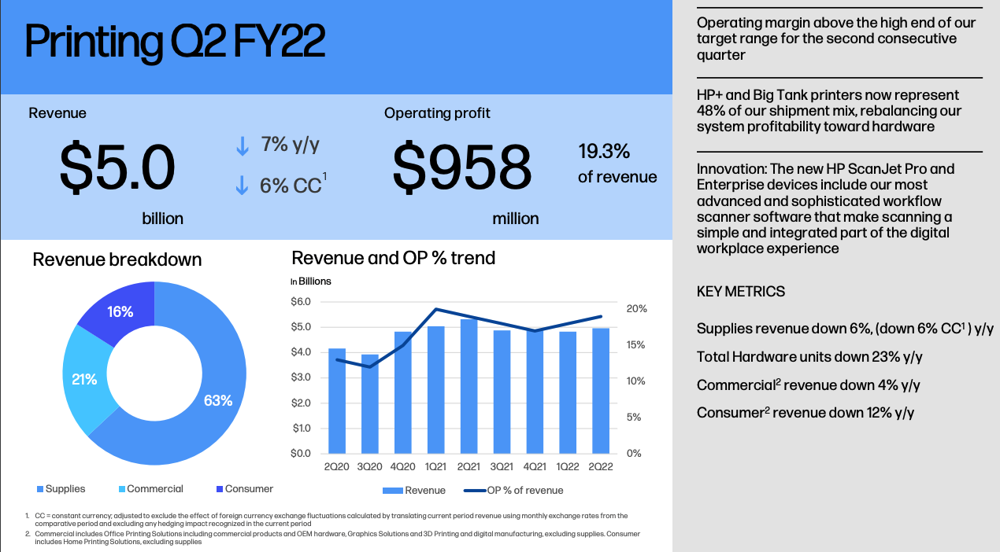 Printing Q2 FY22
Revenue
$5.0
billion
↓ 7% y/y
↓ 6% CC¹
Operating profit
$958
million
19.3%
of revenue
Revenue breakdown
16%
21%
63%
Supplies
Commercial
Consumer
Revenue and OP % trend
In Billions
$6.0
$5.0
$4.0
$3.0
$2.0
$1.0
$0.0
20%
15%
10%
5%
0%
2Q20 3Q20 4Q20 1Q21 2Q21 3Q21 4Q21 1Q22 2Q22
Revenue
OP % of revenue
1. CC = constant currency; adjusted to exclude the effect of foreign currency exchange fluctuations calculated by translating current period revenue using monthly exchange rates from the
comparative period and excluding any hedging impact recognized in the current period
2. Commercial includes Office Printing Solutions including commercial products and OEM hardware, Graphics Solutions and 3D Printing and digital manufacturing, excluding supplies. Consumer
includes Home Printing Solutions, excluding supplies
Operating margin above the high end of our
target range for the second consecutive
quarter
HP+ and Big Tank printers now represent
48% of our shipment mix, rebalancing our
system profitability toward hardware
Innovation: The new HP ScanJet Pro and
Enterprise devices include our most
advanced and sophisticated workflow
scanner software that make scanning a
simple and integrated part of the digital
workplace experience
KEY METRICS
Supplies revenue down 6%, (down 6% CC¹ ) y/y
Total Hardware units down 23% y/y
Commercial² revenue down 4% y/y
Consumer² revenue down 12% y/y